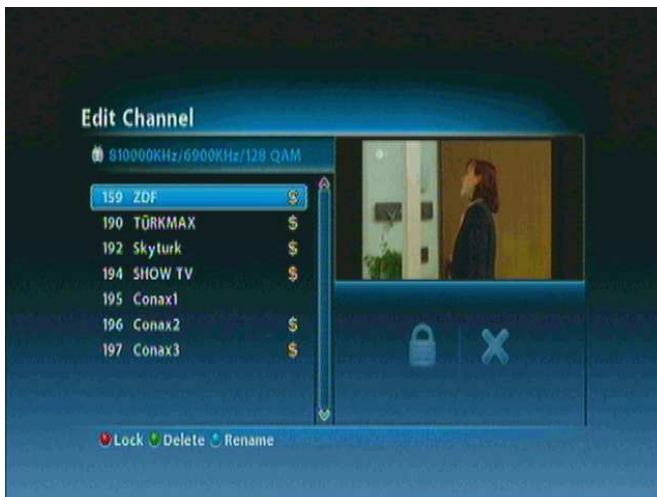 Edit Channel
810000KHz/6900KHz/128 QAM
159 ZDF $
190 TÜRKMAX $
192 Skyturk $
194 SHOW TV $
195 Conax1
196 Conax2 $
197 Conax3 $
Lock Delete Rename